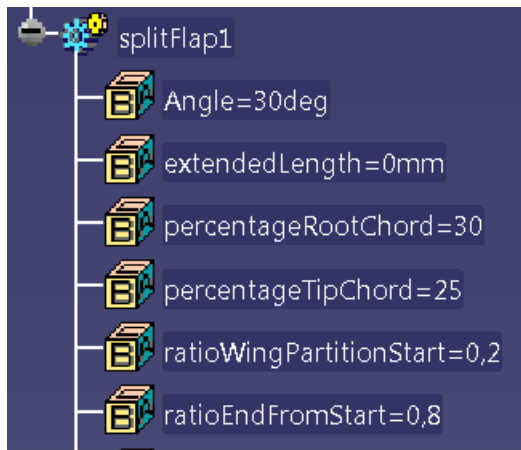 splitFlap1
Angle=30deg
extendedLength=0mm
percentageRootChord=30
percentageTipChord=25
ratioWingPartitionStart=0,2
ratioEndFromStart=0,8